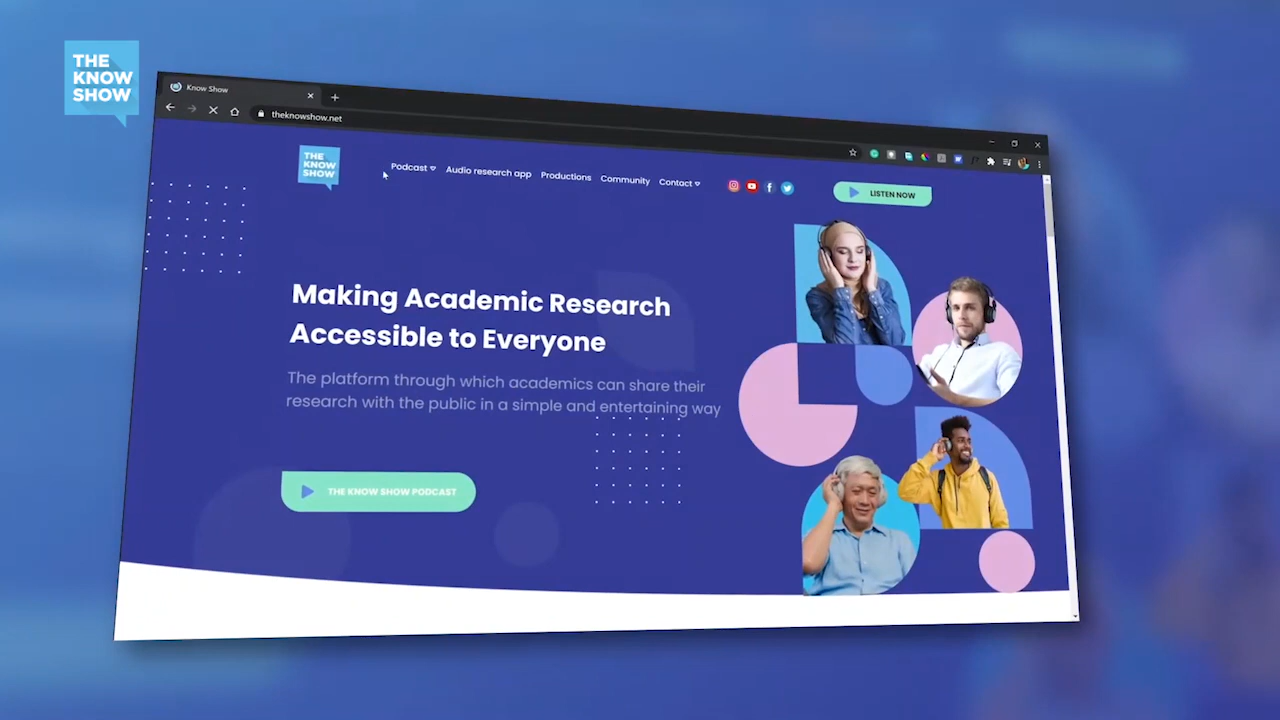 THE
KNOW
SHOW
Know Show
theknowshow.net
THE
KNOW
SHOW
Podcast
Audio research app
Productions
Community
Contact
LISTEN NOW
Making Academic Research
Accessible to Everyone
The platform through which academics can share their
research with the public in a simple and entertaining way
THE KNOW SHOW PODCAST